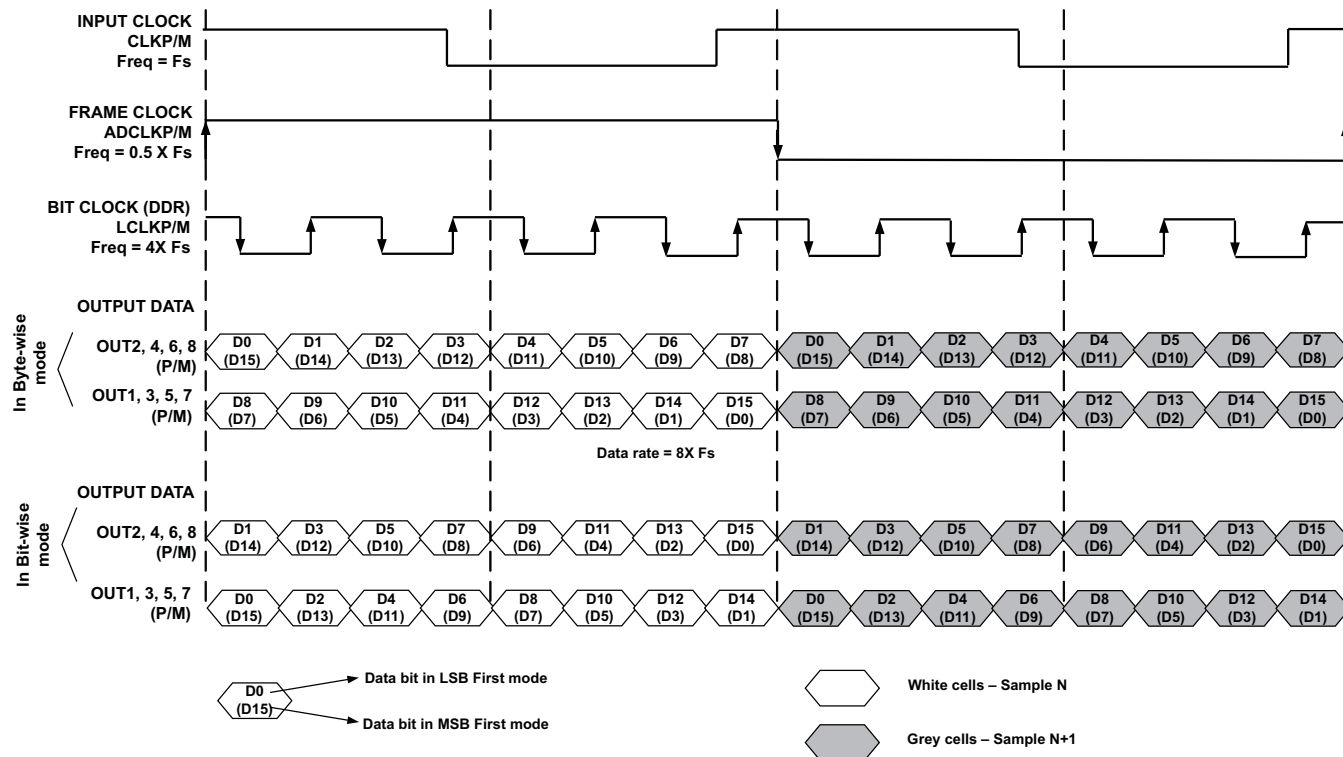 INPUT CLOCK
CLKP/M
Freq = Fs
FRAME CLOCK
ADCLKP/M
Freq = 0.5 X Fs
BIT CLOCK (DDR)
LCLKP/M
Freq = 4X Fs
In Byte-wise
mode
OUTPUT DATA
OUT2, 4, 6, 8
(P/M)
D0 D1 D2 D3 D4 D5 D6 D7 D0 D1 D2 D3 D4 D5 D6 D7
(D15) (D14) (D13) (D12) (D11) (D10) (D9) (D8) (D15) (D14) (D13) (D12) (D11) (D10) (D9) (D8)
OUT1, 3, 5, 7
(P/M)
D8 D9 D10 D11 D12 D13 D14 D15 D8 D9 D10 D11 D12 D13 D14 D15
(D7) (D6) (D5) (D4) (D3) (D2) (D1) (D0) (D7) (D6) (D5) (D4) (D3) (D2) (D1) (D0)
Data rate = 8X Fs
In Bit-wise
mode
OUTPUT DATA
OUT2, 4, 6, 8
(P/M)
D1 D3 D5 D7 D9 D11 D13 D15 D1 D3 D5 D7 D9 D11 D13 D15
(D14) (D12) (D10) (D8) (D6) (D4) (D2) (D0) (D14) (D12) (D10) (D8) (D6) (D4) (D2) (D0)
OUT1, 3, 5, 7
(P/M)
D0 D2 D4 D6 D8 D10 D12 D14 D0 D2 D4 D6 D8 D10 D12 D14
(D15) (D13) (D11) (D9) (D7) (D5) (D3) (D1) (D15) (D13) (D11) (D9) (D7) (D5) (D3) (D1)
D0
(D15)
Data bit in LSB First mode
Data bit in MSB First mode
White cells – Sample N
Grey cells – Sample N+1